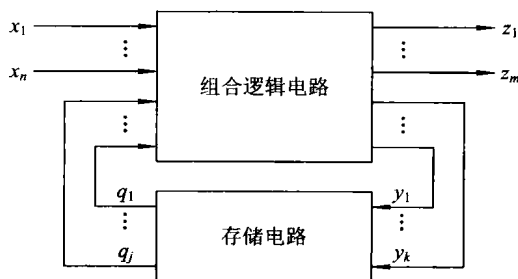 x₁ z₁
⋮ ⋮
xₙ zₘ
组合逻辑电路
⋮ ⋮
q₁ y₁
⋮ ⋮
存储电路
qⱼ yₖ